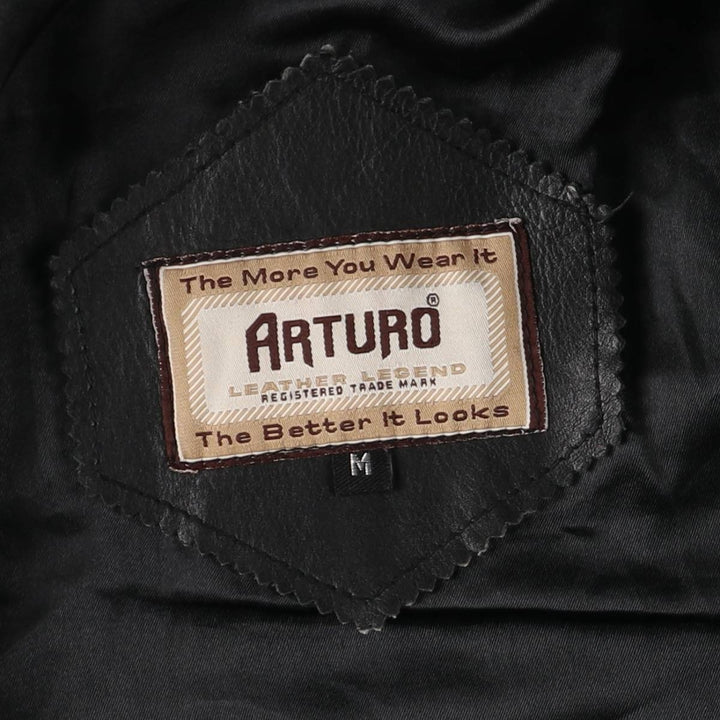 The More You Wear It
ARTURO®
LEATHER LEGEND
REGISTERED TRADE MARK
The Better It Looks
M